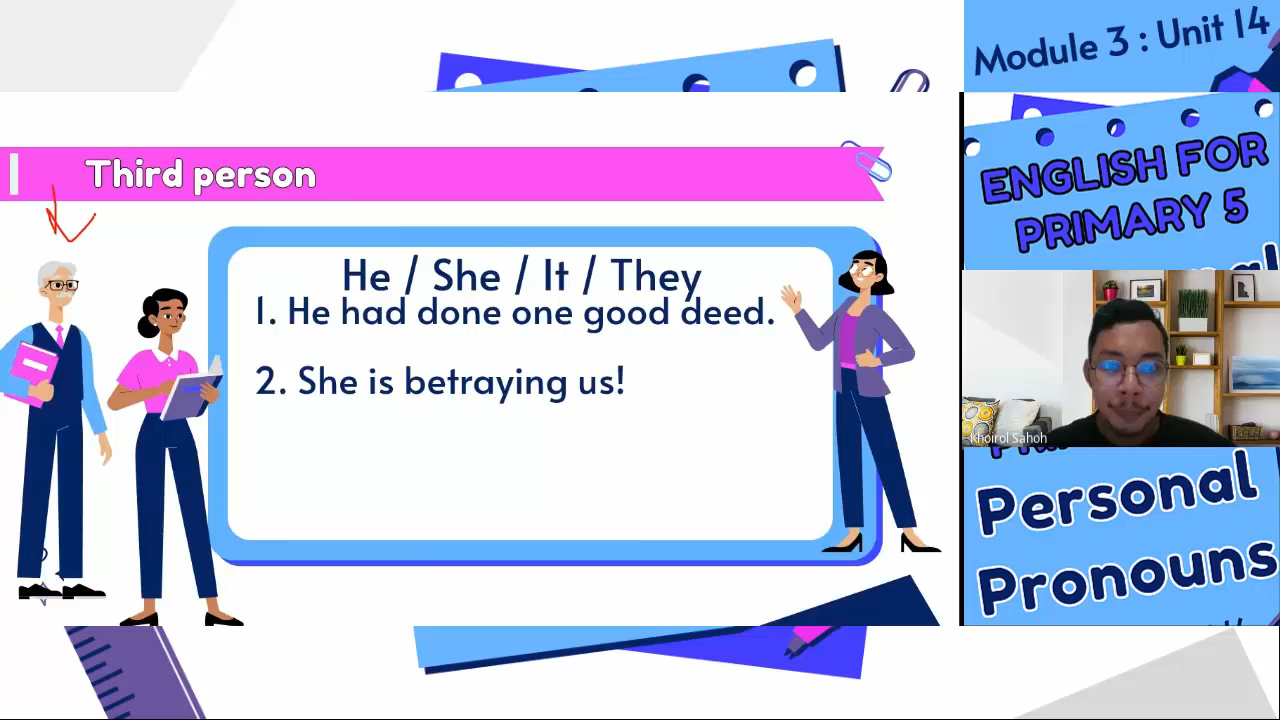 Third person
He / She / It / They
1. He had done one good deed.
2. She is betraying us!
Module 3 : Unit 14
ENGLISH FOR
PRIMARY 5
Khoirol Sahoh
Personal
Pronouns